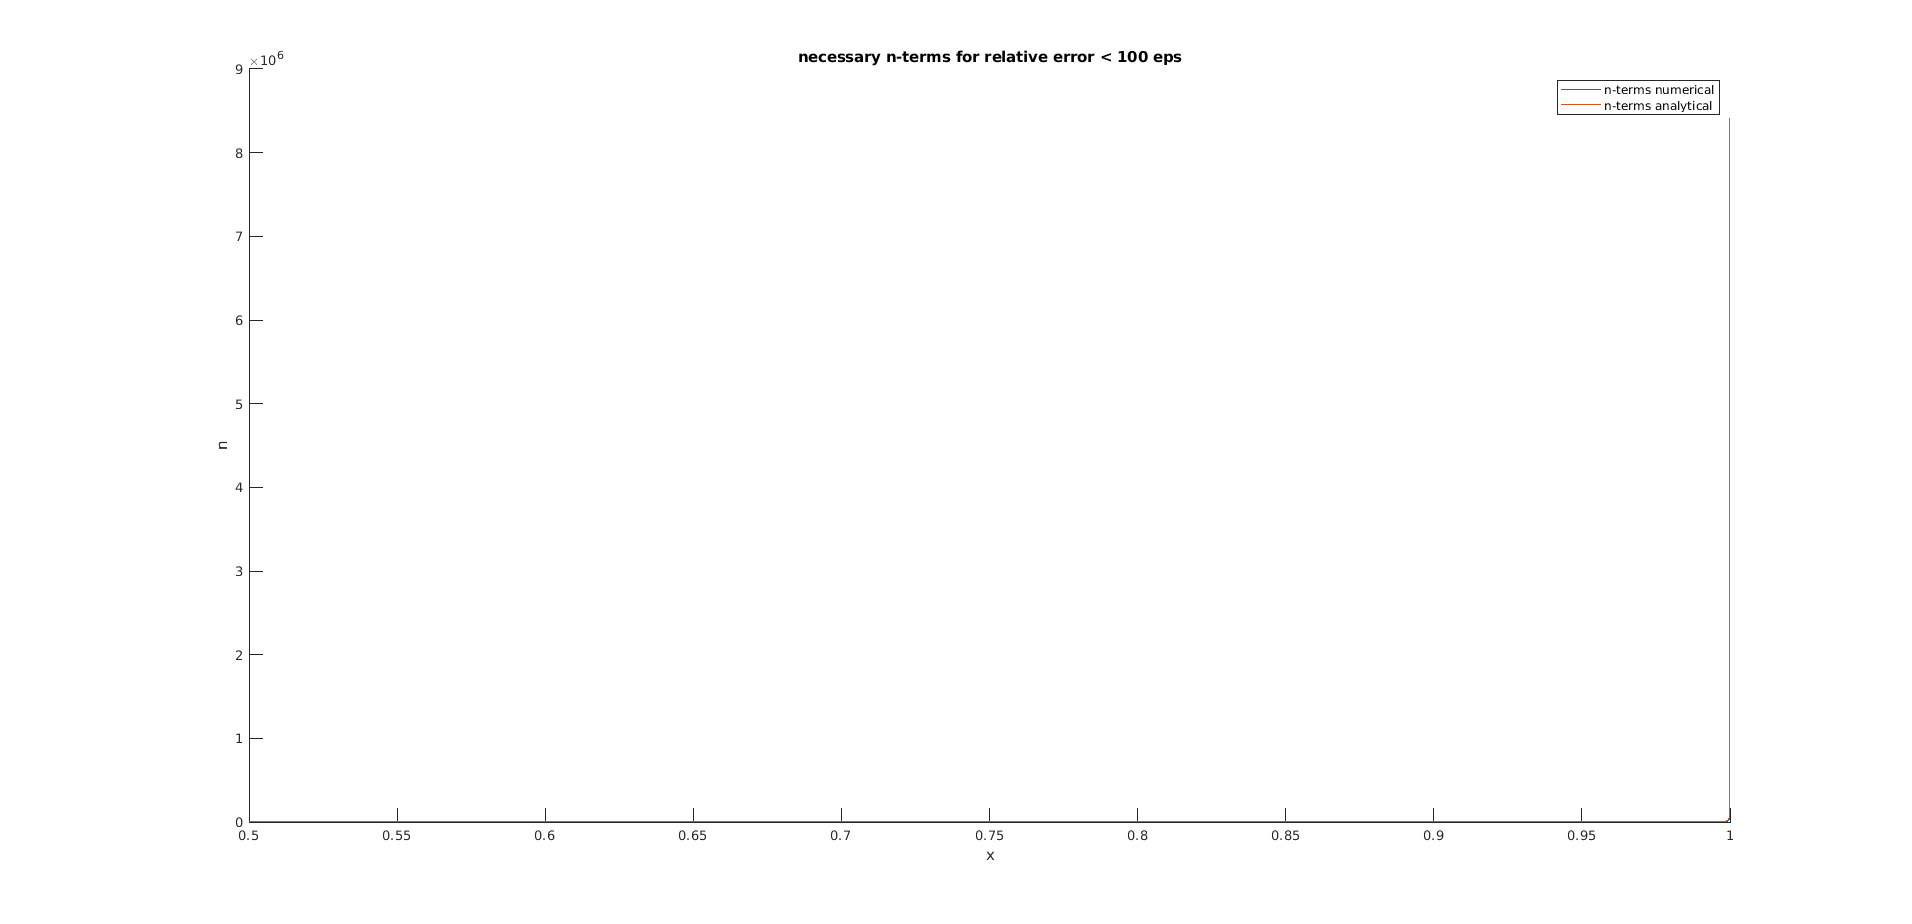 necessary n-terms for relative error < 100 eps
×10⁶
n-terms numerical
n-terms analytical
9
8
7
6
5
4
3
2
1
0
n
0.5 0.55 0.6 0.65 0.7 0.75 0.8 0.85 0.9 0.95 1
x